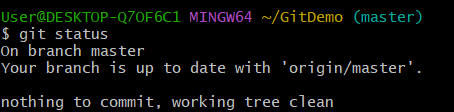 User@DESKTOP-Q7OF6C1 MINGW64 ~/GitDemo (master)
$ git status
On branch master
Your branch is up to date with 'origin/master'.
nothing to commit, working tree clean